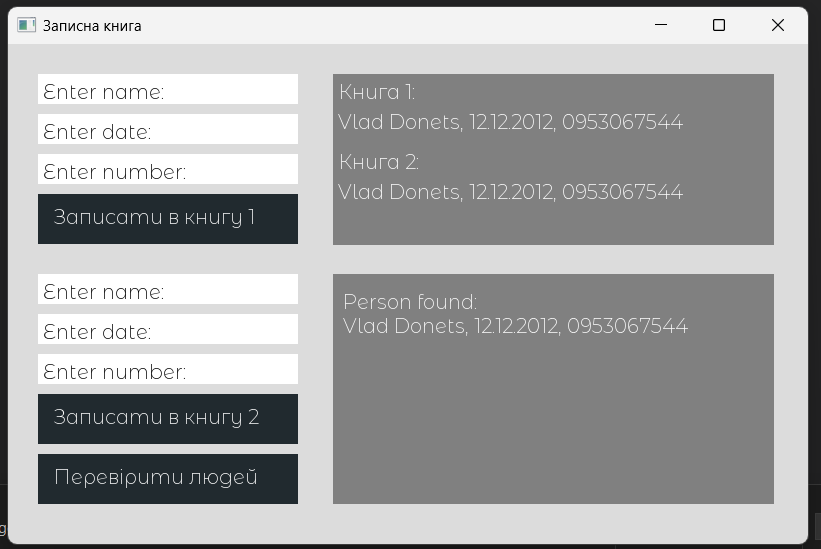 Записна книга
Enter name:
Enter date:
Enter number:
Записати в книгу 1
Enter name:
Enter date:
Enter number:
Записати в книгу 2
Перевірити людей
Книга 1:
Vlad Donets, 12.12.2012, 0953067544
Книга 2:
Vlad Donets, 12.12.2012, 0953067544
Person found:
Vlad Donets, 12.12.2012, 0953067544